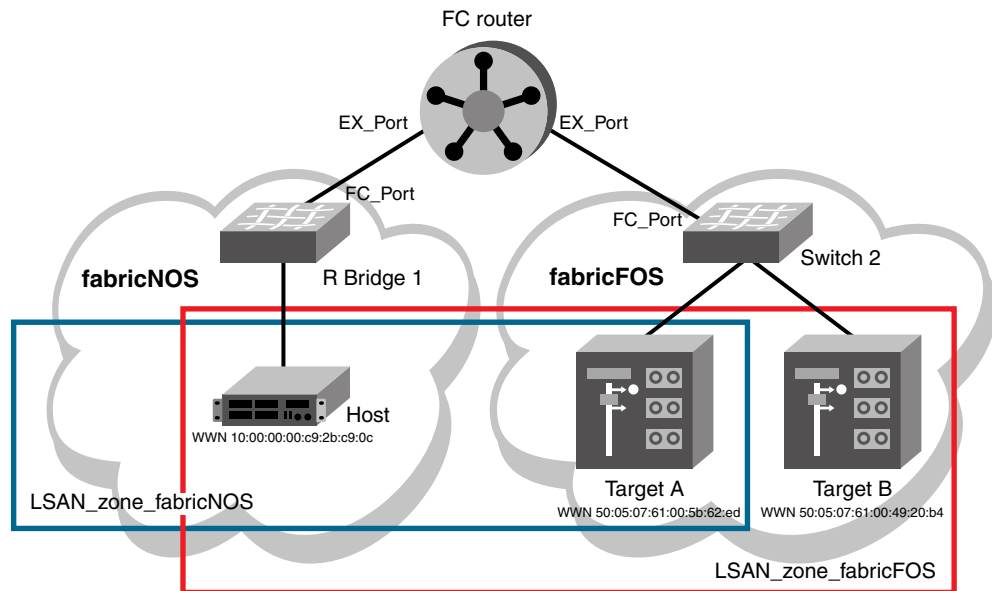 FC router
EX_Port
EX_Port
FC_Port
FC_Port
fabricNOS
R Bridge 1
fabricFOS
Switch 2
Host
WWN 10:00:00:00:c9:2b:c9:0c
LSAN_zone_fabricNOS
Target A
WWN 50:05:07:61:00:5b:62:ed
Target B
WWN 50:05:07:61:00:49:20:b4
LSAN_zone_fabricFOS